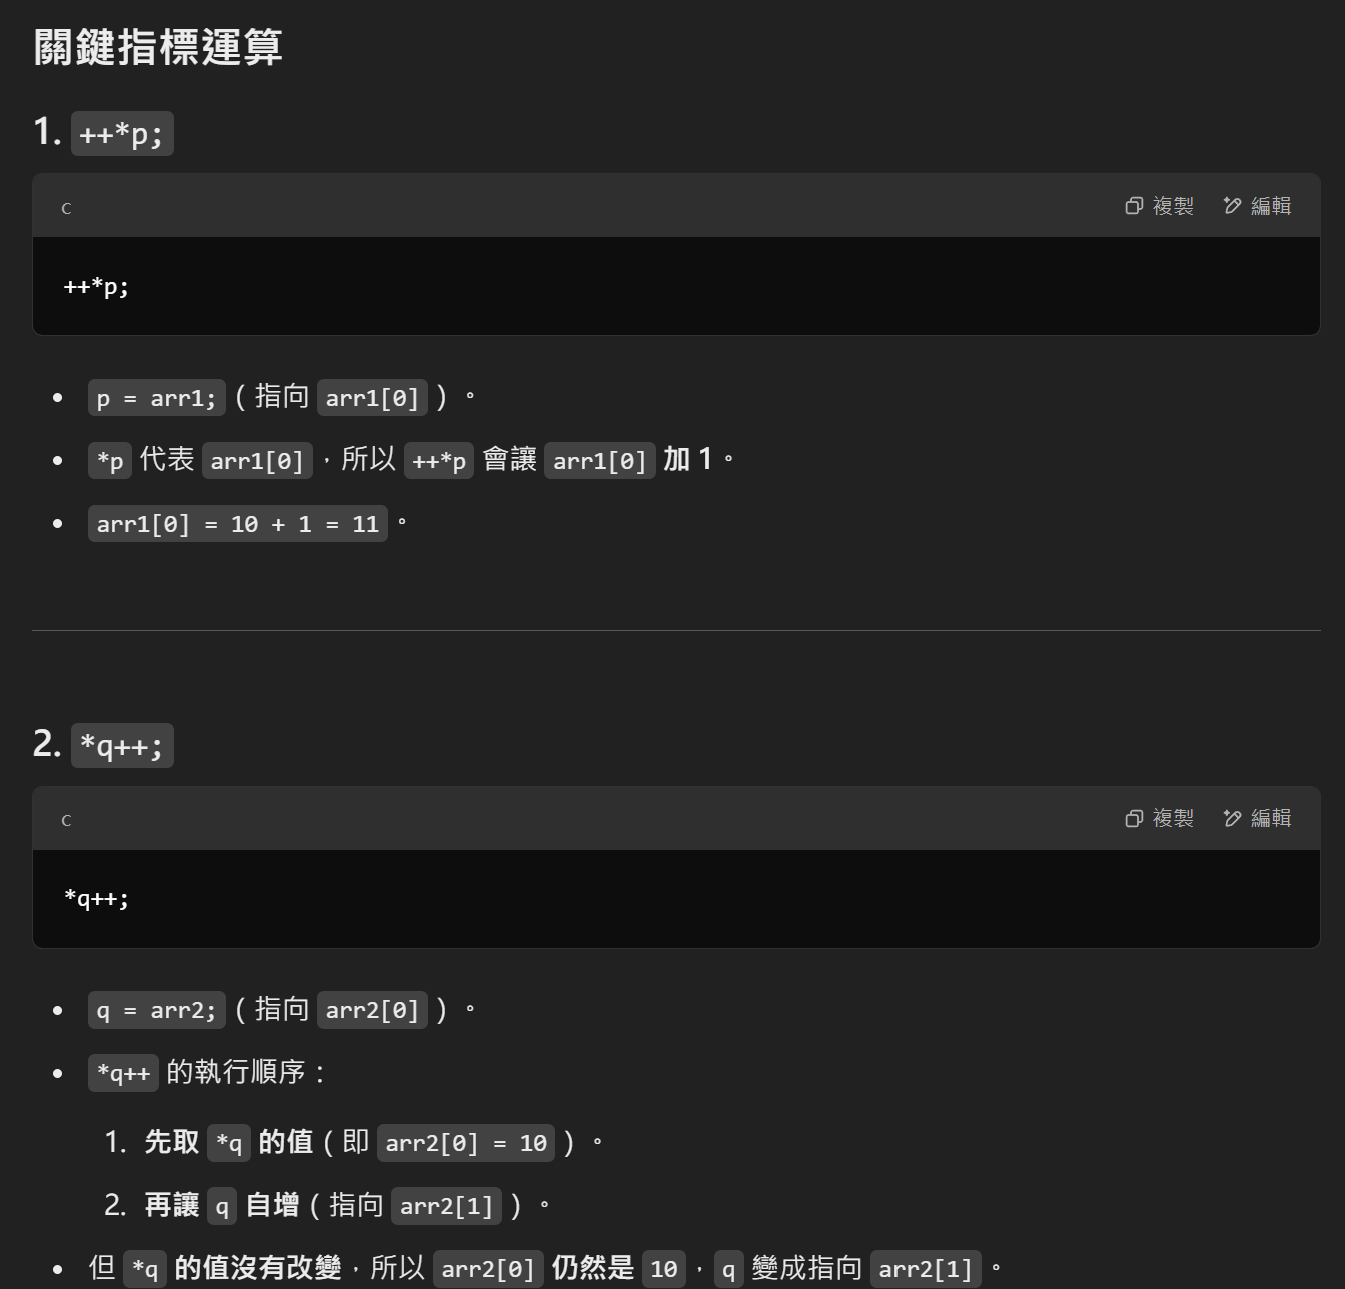 關鍵指標運算
1. ++*p;
c 複製 編輯
++*p;
• p = arr1; (指向 arr1[0])。
• *p 代表 arr1[0],所以 ++*p 會讓 arr1[0] 加 1。
• arr1[0] = 10 + 1 = 11。
2. *q++;
c 複製 編輯
*q++;
• q = arr2; (指向 arr2[0])。
• *q++ 的執行順序:
1. 先取 *q 的值(即 arr2[0] = 10)。
2. 再讓 q 自增(指向 arr2[1])。
• 但 *q 的值沒有改變,所以 arr2[0] 仍然是 10,q 變成指向 arr2[1]。